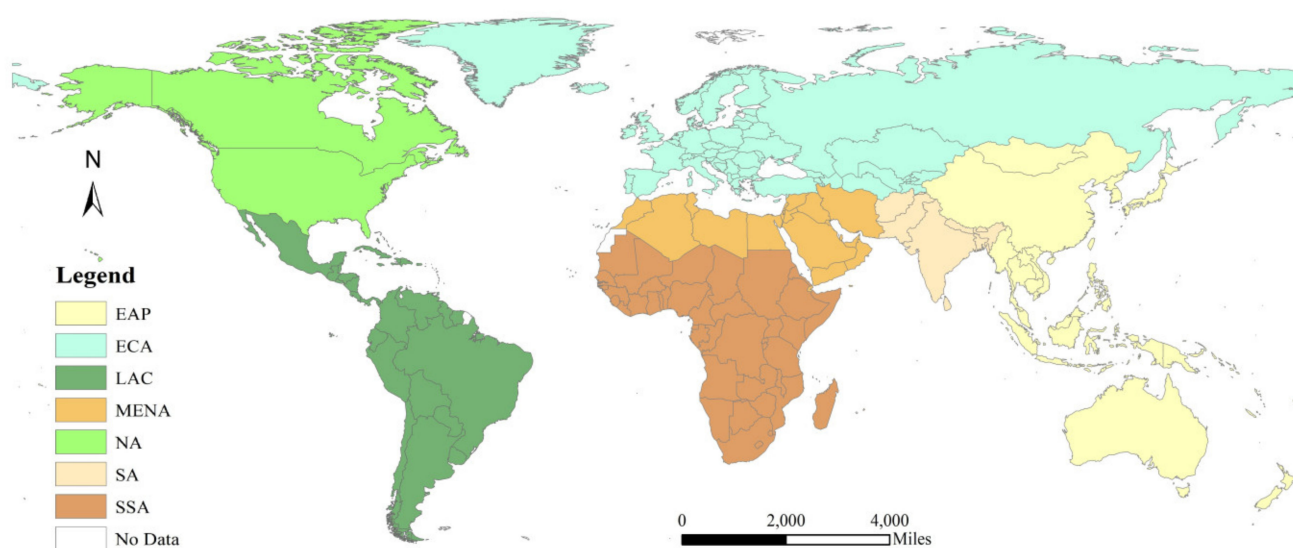 N
Legend
EAP
ECA
LAC
MENA
NA
SA
SSA
No Data
0 2,000 4,000
Miles